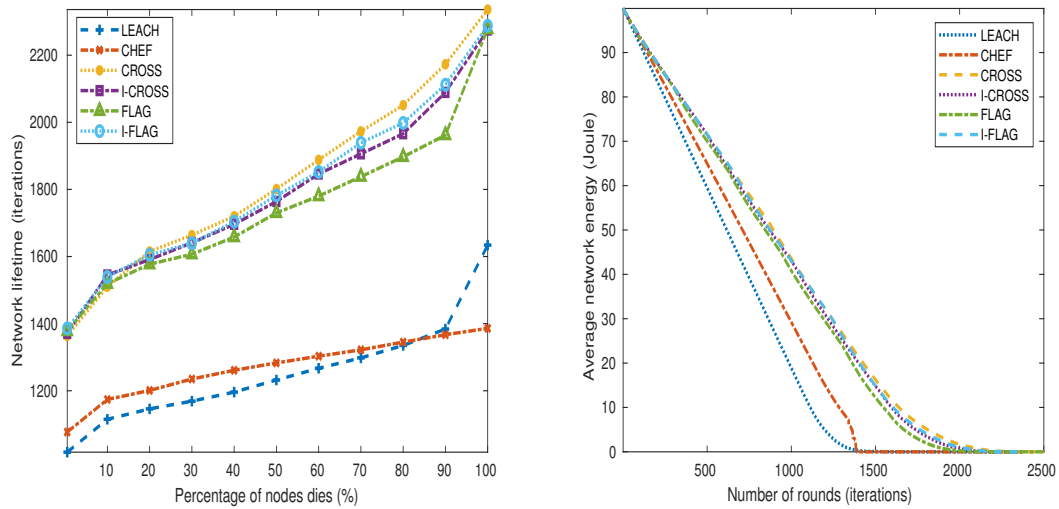 Network lifetime (iterations)
2200
2000
1800
1600
1400
1200
LEACH
CHEF
CROSS
I-CROSS
FLAG
I-FLAG
10 20 30 40 50 60 70 80 90 100
Percentage of nodes dies (%)
Average network energy (Joule)
90
80
70
60
50
40
30
20
10
0
LEACH
CHEF
CROSS
I-CROSS
FLAG
I-FLAG
500 1000 1500 2000 2500
Number of rounds (iterations)